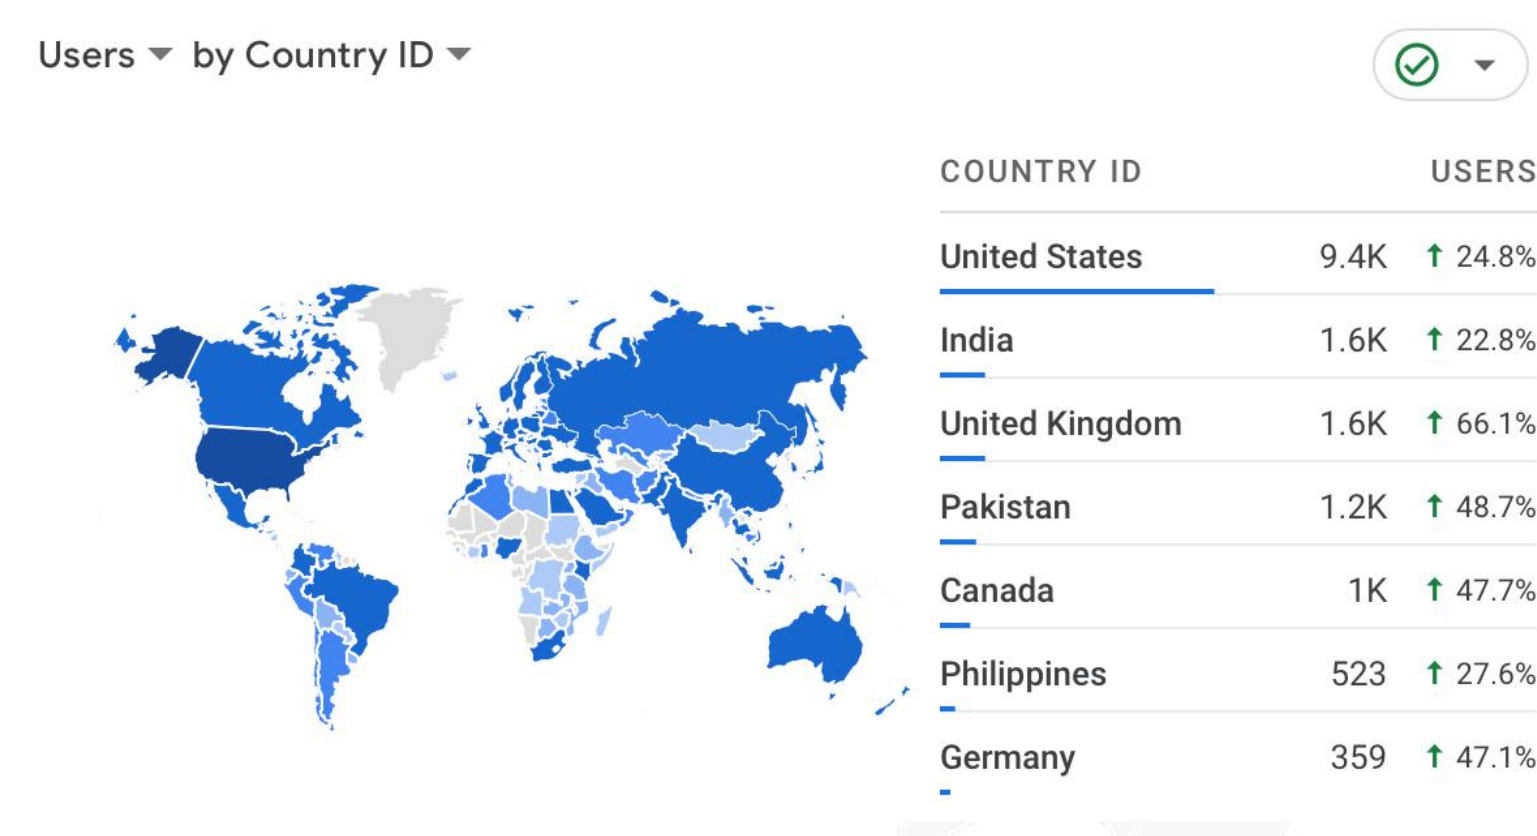 Users by Country ID
COUNTRY ID USERS
United States 9.4K ↑ 24.8%
India 1.6K ↑ 22.8%
United Kingdom 1.6K ↑ 66.1%
Pakistan 1.2K ↑ 48.7%
Canada 1K ↑ 47.7%
Philippines 523 ↑ 27.6%
Germany 359 ↑ 47.1%